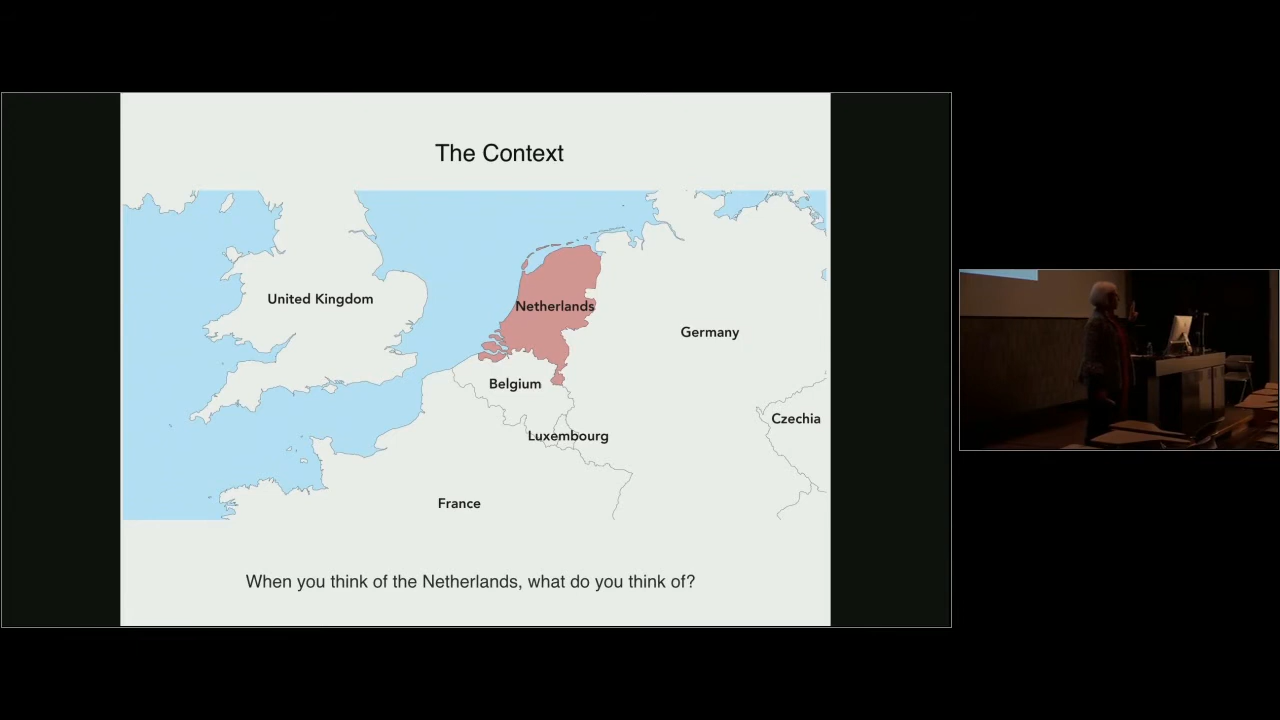 The Context
United Kingdom
Netherlands
Germany
Belgium
Czechia
Luxembourg
France
When you think of the Netherlands, what do you think of?